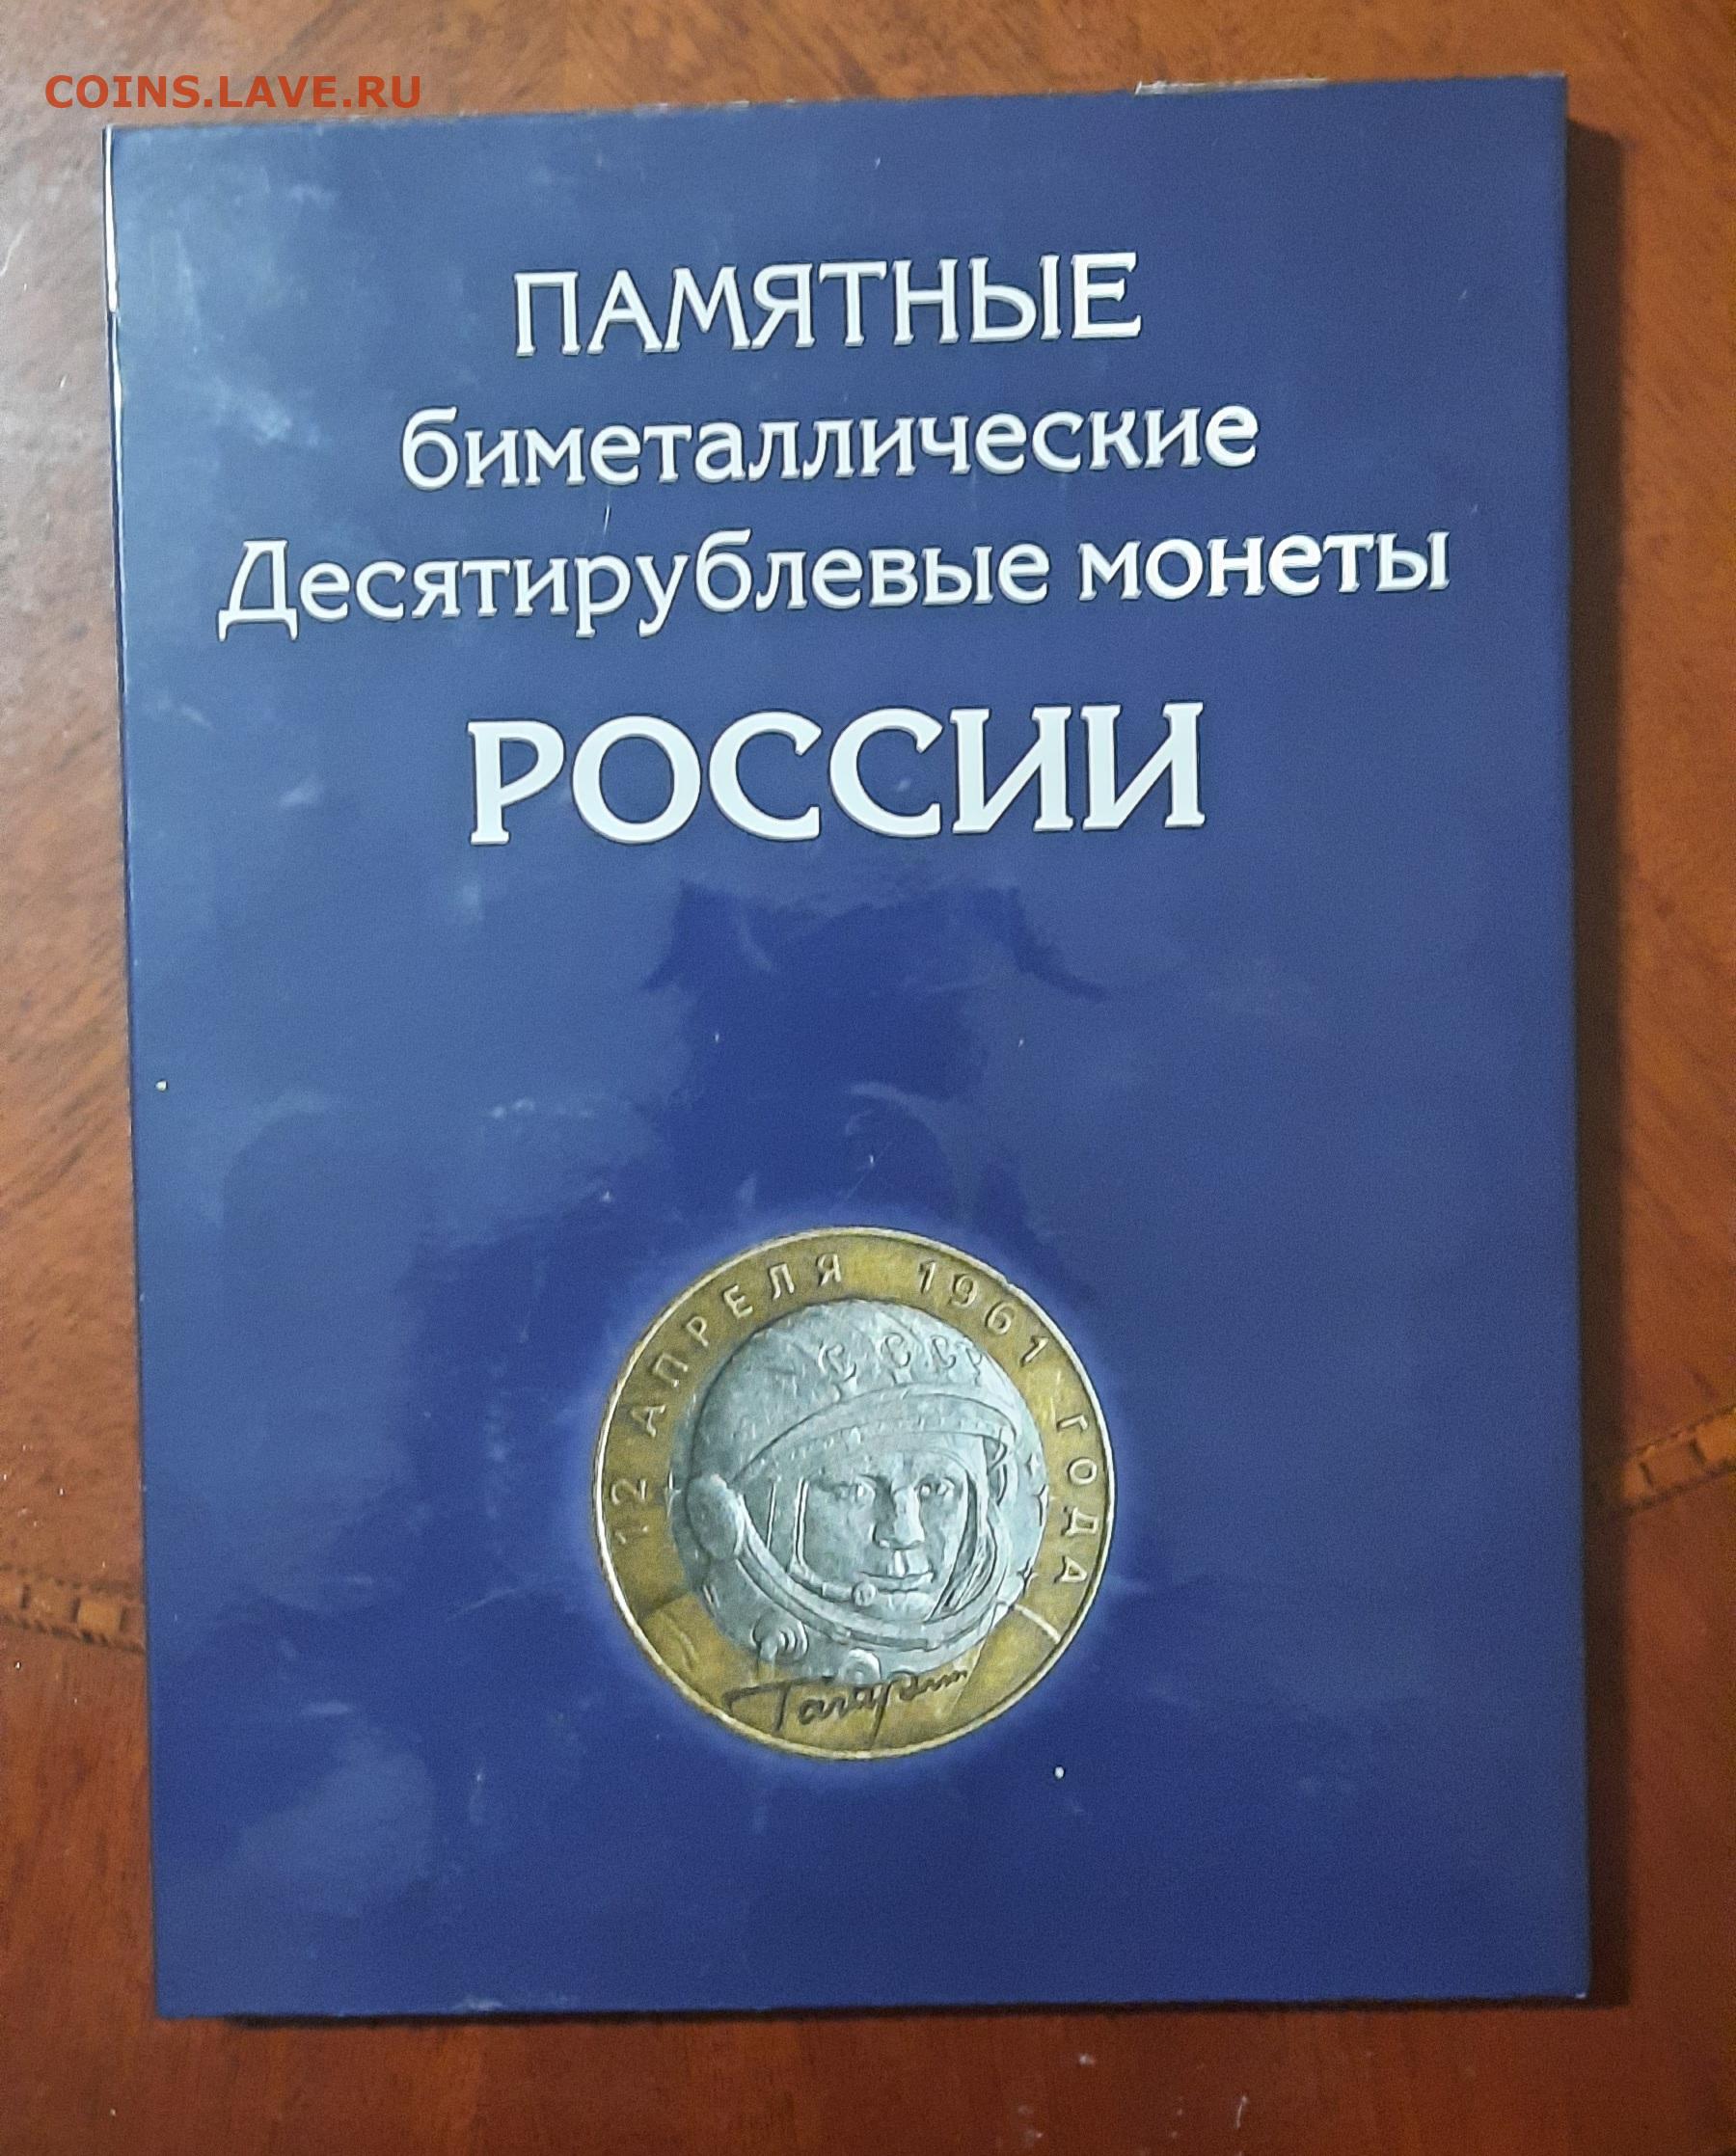 COINS.LAVE.RU
ПАМЯТНЫЕ
биметаллические
Десятирублевые монеты
РОССИИ
12 АПРЕЛЯ 1961 ГОДА
СССР
Гагарин